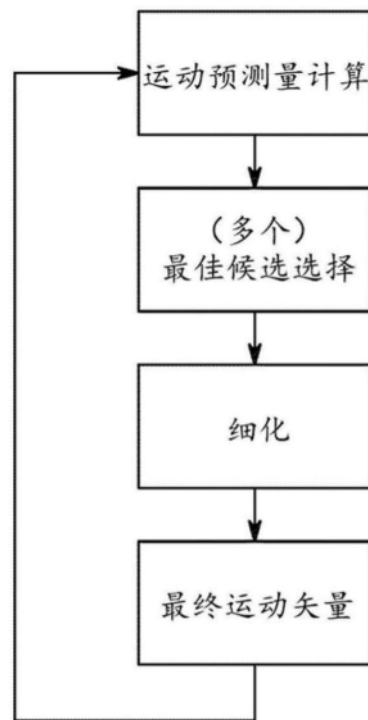 运动预测量计算
（多个）
最佳候选选择
细化
最终运动矢量